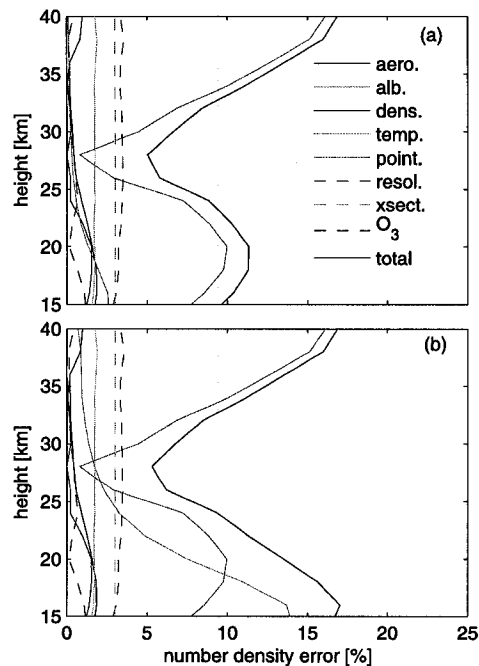 40
35
30
25
20
15
height [km]
(a)
aero.
alb.
dens.
temp.
point.
resol.
xsect.
O3
total
40
35
30
25
20
15
height [km]
(b)
0 5 10 15 20 25
number density error [%]